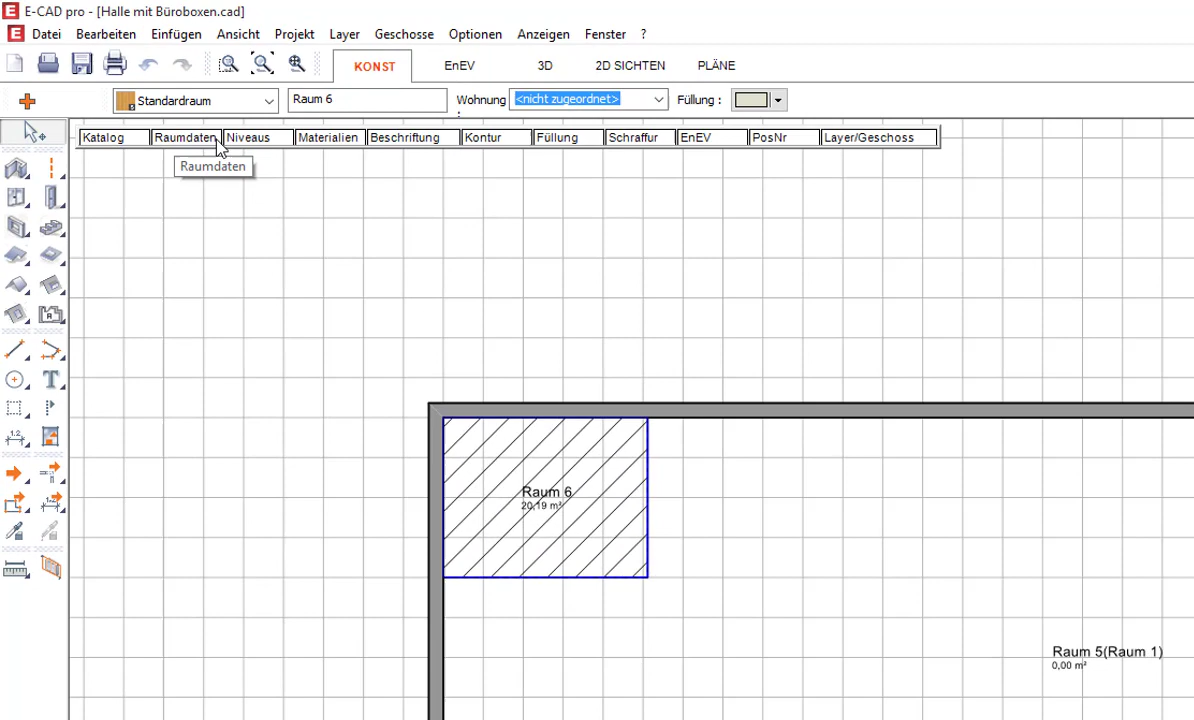 E-CAD pro - [Halle mit Büroboxen.cad]
Datei Bearbeiten Einfügen Ansicht Projekt Layer Geschosse Optionen Anzeigen Fenster ?
KONST EnEV 3D 2D SICHTEN PLÄNE
Standardraum Raum 6 Wohnung : <nicht zugeordnet> Füllung :
Katalog Raumdaten Niveaus Materialien Beschriftung Kontur Füllung Schraffur EnEV PosNr Layer/Geschoss
Raumdaten
Raum 6
20,19 m²
Raum 5(Raum 1)
0,00 m²